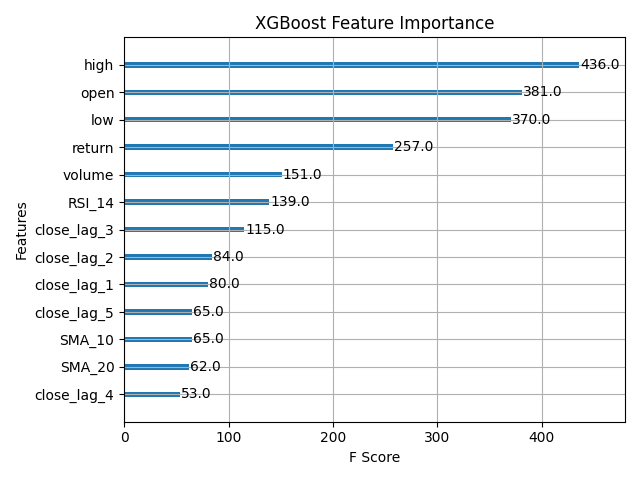 XGBoost Feature Importance
high 436.0
open 381.0
low 370.0
return 257.0
volume 151.0
RSI_14 139.0
close_lag_3 115.0
close_lag_2 84.0
close_lag_1 80.0
close_lag_5 65.0
SMA_10 65.0
SMA_20 62.0
close_lag_4 53.0
Features
0 100 200 300 400
F Score